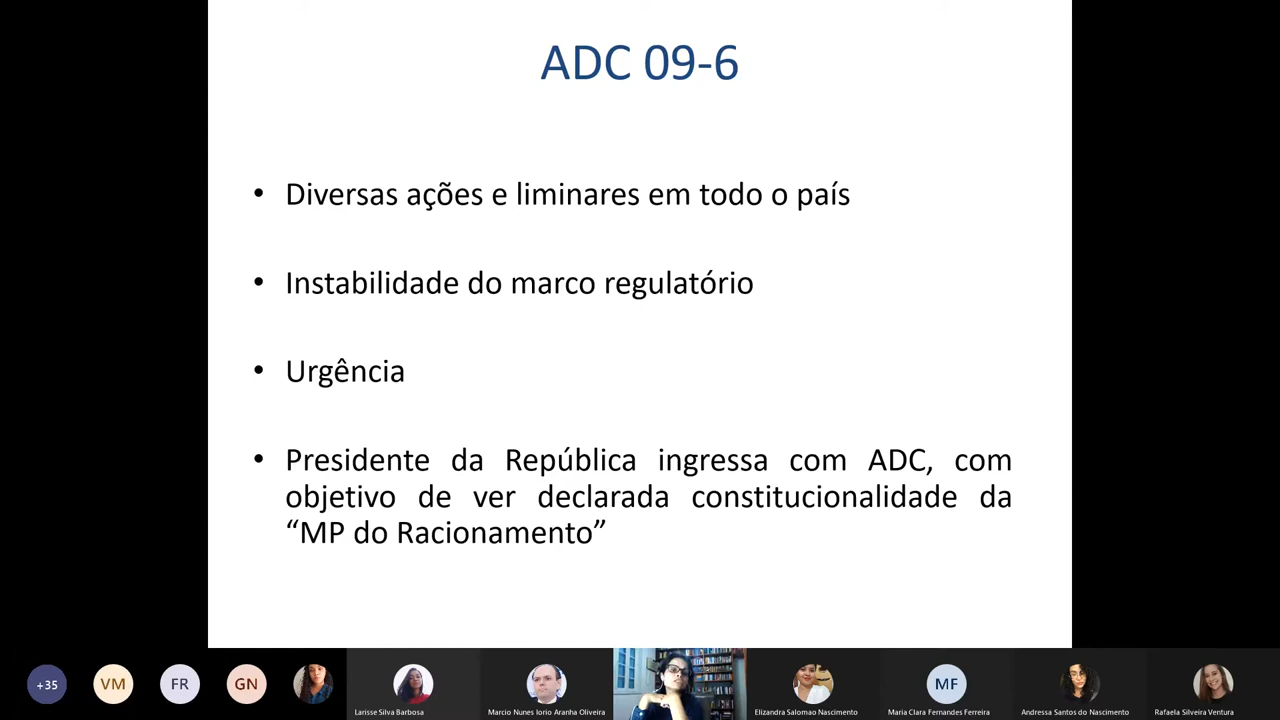 ADC 09-6
• Diversas ações e liminares em todo o país
• Instabilidade do marco regulatório
• Urgência
• Presidente da República ingressa com ADC, com
objetivo de ver declarada constitucionalidade da
“MP do Racionamento”
+35
VM
FR
GN
Larisse Silva Barbosa
Marcio Nunes Iorio Aranha Oliveira
Elizandra Salomao Nascimento
MF
Maria Clara Fernandes Ferreira
Andressa Santos do Nascimento
Rafaela Silveira Ventura